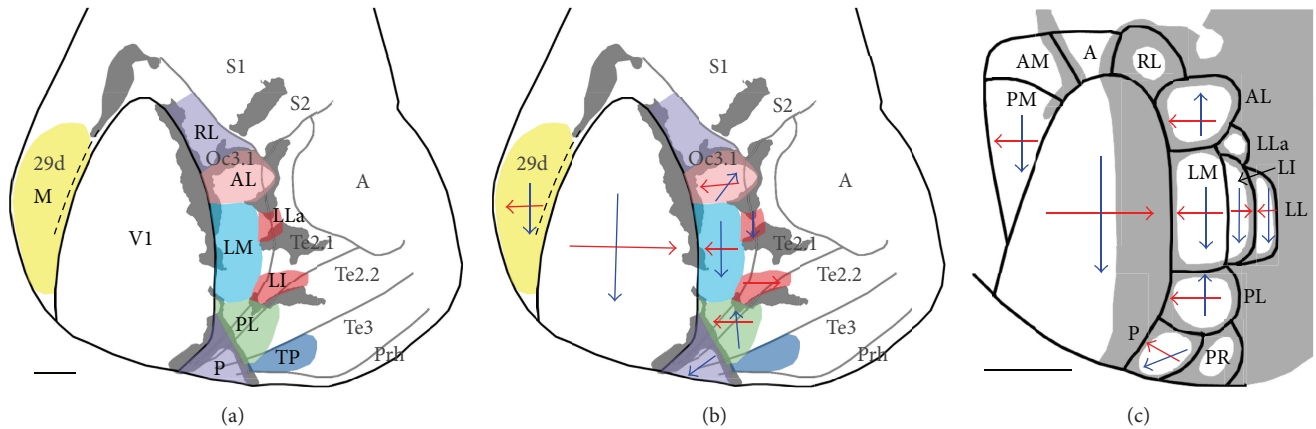 S1
S2
RL
29d
Oc3.1
M
AL
A
LLa
V1
LM
Te2.1
Te2.2
LI
PL
Te3
TP
Prh
P
(a)
S1
S2
29d
Oc3.1
A
Te2.1
Te2.2
Te3
Prh
(b)
AM
A
RL
PM
AL
LLa
LM
LI
LL
PL
P
PR
(c)